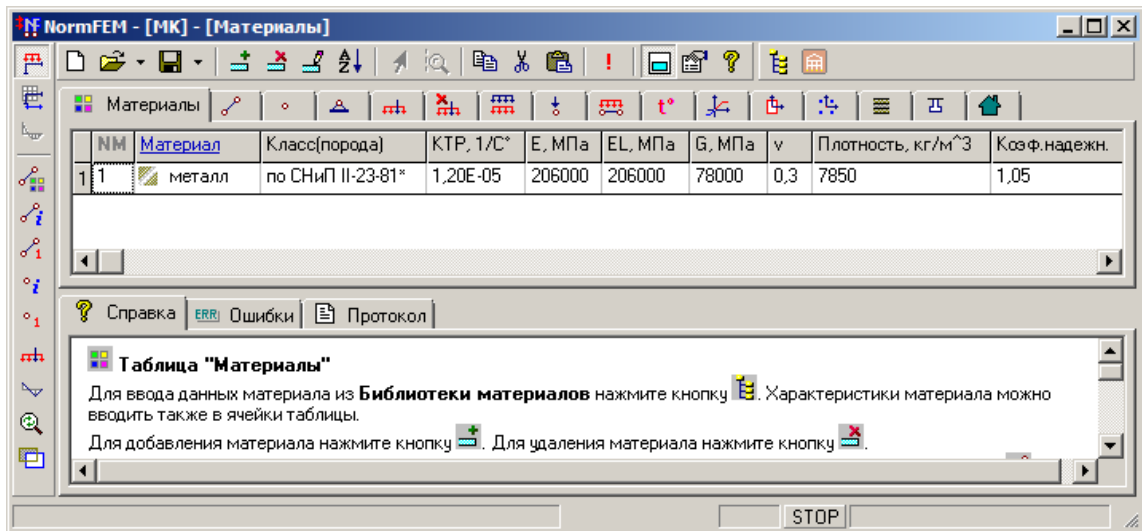 NormFEM - [МК] - [Материалы]
Материалы t°
NM Материал Класс(порода) КТР, 1/С° E, МПа EL, МПа G, МПа ν Плотность, кг/м^3 Коэф.надежн.
1 1 металл по СНиП II-23-81* 1,20E-05 206000 206000 78000 0,3 7850 1,05
Справка ERR Ошибки Протокол
Таблица "Материалы"
Для ввода данных материала из Библиотеки материалов нажмите кнопку . Характеристики материала можно
вводить также в ячейки таблицы.
Для добавления материала нажмите кнопку . Для удаления материала нажмите кнопку .
STOP